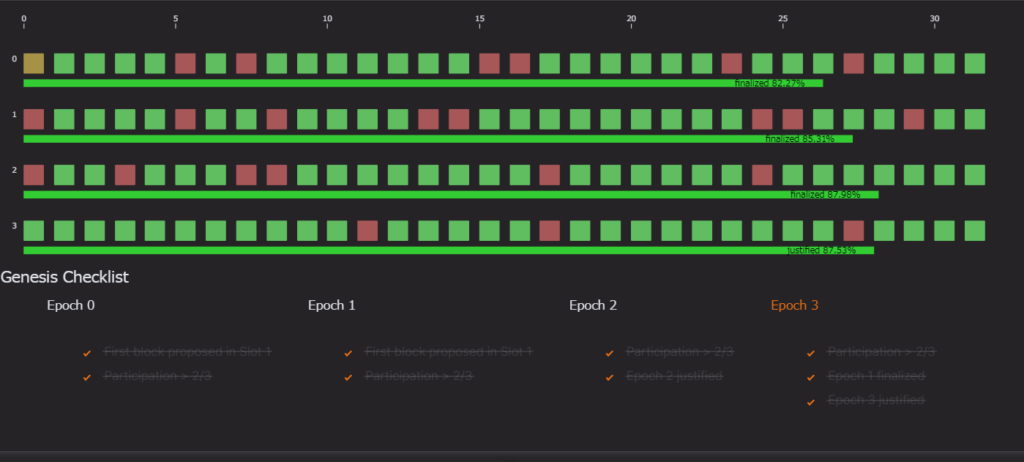 0 5 10 15 20 25 30
0
finalized 82.27%
1
finalized 85.31%
2
finalized 87.98%
3
justified 87.53%
Genesis Checklist
Epoch 0 Epoch 1 Epoch 2 Epoch 3
First block proposed in Slot 1 First block proposed in Slot 1 Participation > 2/3 Participation > 2/3
Participation > 2/3 Participation > 2/3 Epoch 2 justified Epoch 1 finalized
Epoch 3 justified